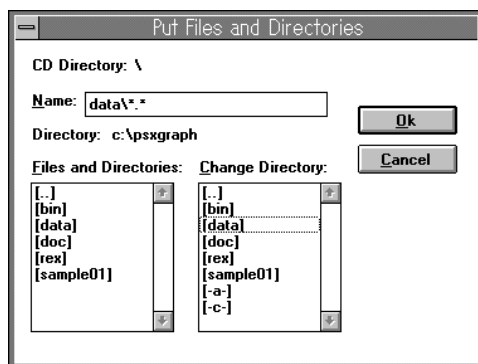 Put Files and Directories
CD Directory: \
Name: data\*.*
Directory: c:\psxgraph
Ok
Cancel
Files and Directories:
[..]
[bin]
[data]
[doc]
[rex]
[sample01]
Change Directory:
[..]
[bin]
[data]
[doc]
[rex]
[sample01]
[-a-]
[-c-]